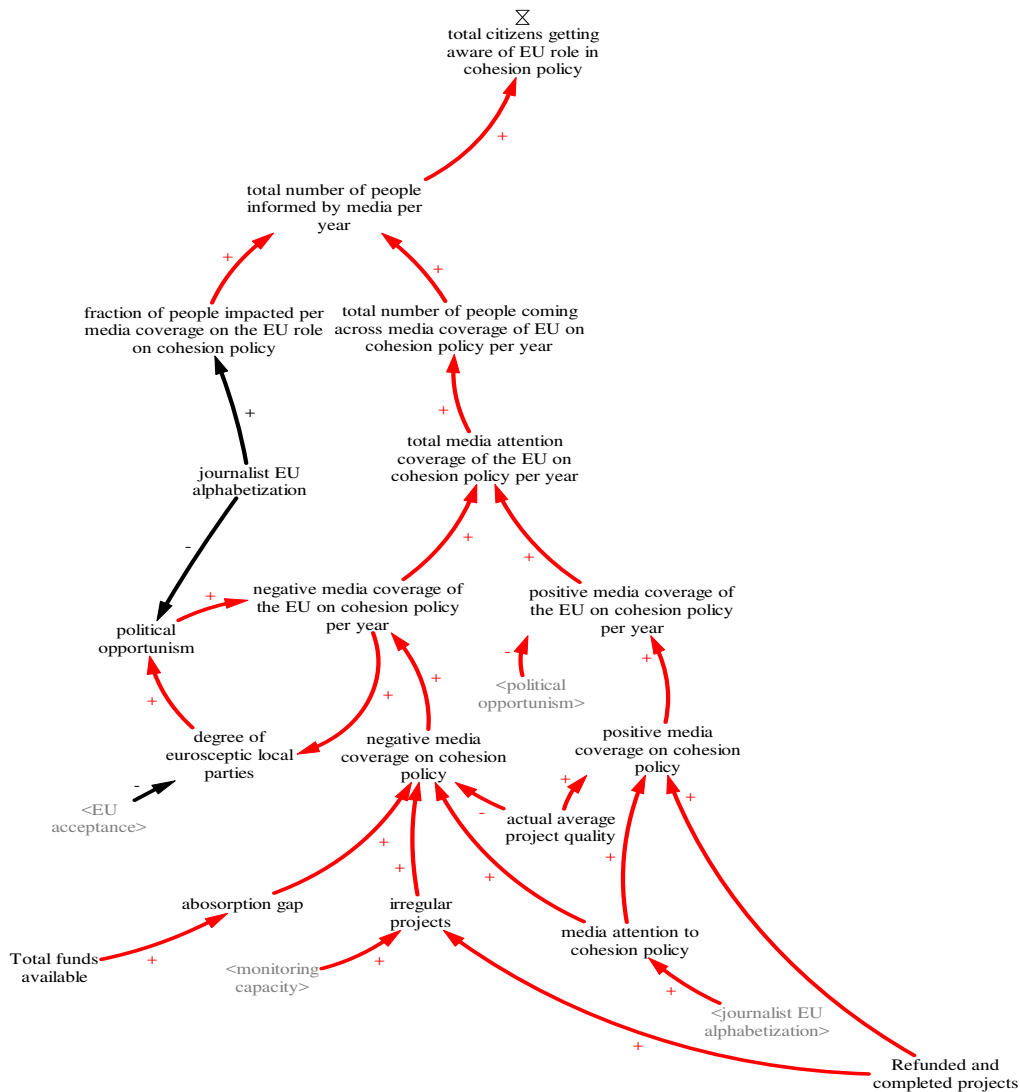 total citizens getting
aware of EU role in
cohesion policy
+
total number of people
informed by media per
year
+
+
fraction of people impacted per
media coverage on the EU role
on cohesion policy
total number of people coming
across media coverage of EU on
cohesion policy per year
+
+
total media attention
coverage of the EU on
cohesion policy per year
journalist EU
alphabetization
-
+
+
negative media coverage of
the EU on cohesion policy
per year
positive media coverage of
the EU on cohesion policy
per year
+
political
opportunism
-
+
<political
opportunism>
+
+
+
degree of
eurosceptic local
parties
negative media
coverage on cohesion
policy
positive media
coverage on cohesion
policy
-
<EU
acceptance>
+
-
+
actual average
project quality
+
+
+
+
abosorption gap
irregular
projects
media attention to
cohesion policy
Total funds
available
+
<monitoring
capacity>
+
+
<journalist EU
alphabetization>
+
Refunded and
completed projects